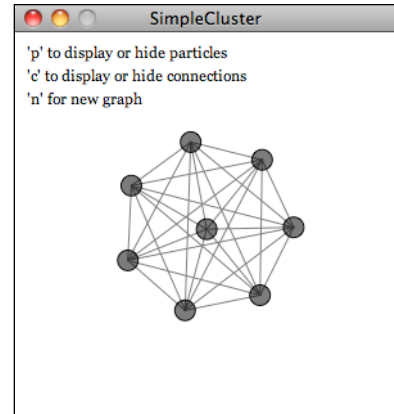 SimpleCluster
'p' to display or hide particles
'c' to display or hide connections
'n' for new graph